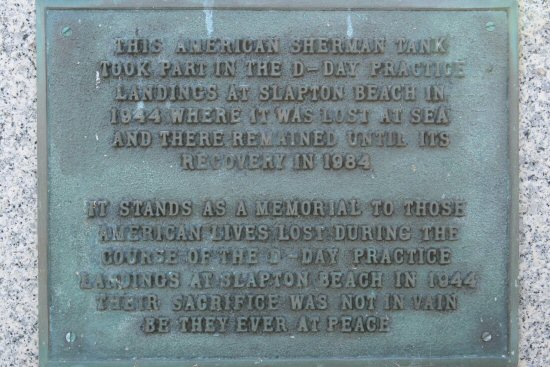 THIS AMERICAN SHERMAN TANK
TOOK PART IN THE D-DAY PRACTICE
LANDINGS AT SLAPTON BEACH IN
1944 WHERE IT WAS LOST AT SEA
AND THERE REMAINED UNTIL ITS
RECOVERY IN 1984
IT STANDS AS A MEMORIAL TO THOSE
AMERICAN LIVES LOST DURING THE
COURSE OF THE D-DAY PRACTICE
LANDINGS AT SLAPTON BEACH IN 1944
THEIR SACRIFICE WAS NOT IN VAIN
BE THEY EVER AT PEACE